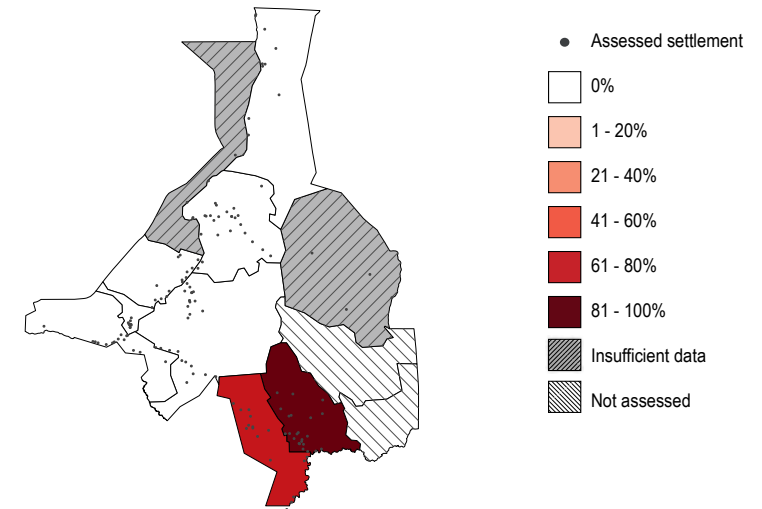 Assessed settlement
0%
1 - 20%
21 - 40%
41 - 60%
61 - 80%
81 - 100%
Insufficient data
Not assessed